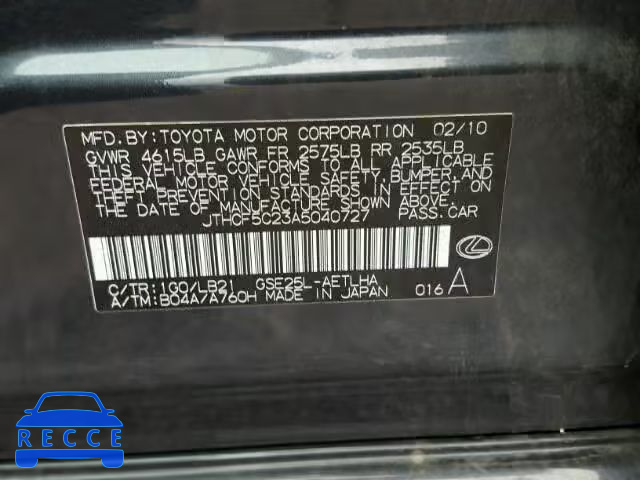 MFD.BY:TOYOTA MOTOR CORPORATION 02/10
GVWR 4615LB GAWR FR 2575LB RR 2535LB
THIS VEHICLE CONFORMS TO ALL APPLICABLE
FEDERAL MOTOR VEHICLE SAFETY,BUMPER,AND
THEFT PREVENTION STANDARDS IN EFFECT ON
THE DATE OF MANUFACTURE SHOWN ABOVE.
JTHCF5C23A5040727 PASS.CAR
C/TR:1G0/LB21 GSE25L-AETLHA
A/TM:B04A/A760H MADE IN JAPAN 016 A
RECCE